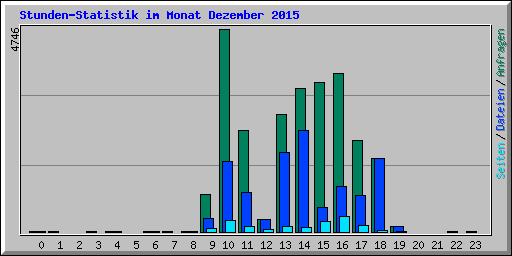 Stunden-Statistik im Monat Dezember 2015
4746
0 1 2 3 4 5 6 7 8 9 10 11 12 13 14 15 16 17 18 19 20 21 22 23
Seiten / Dateien / Anfragen